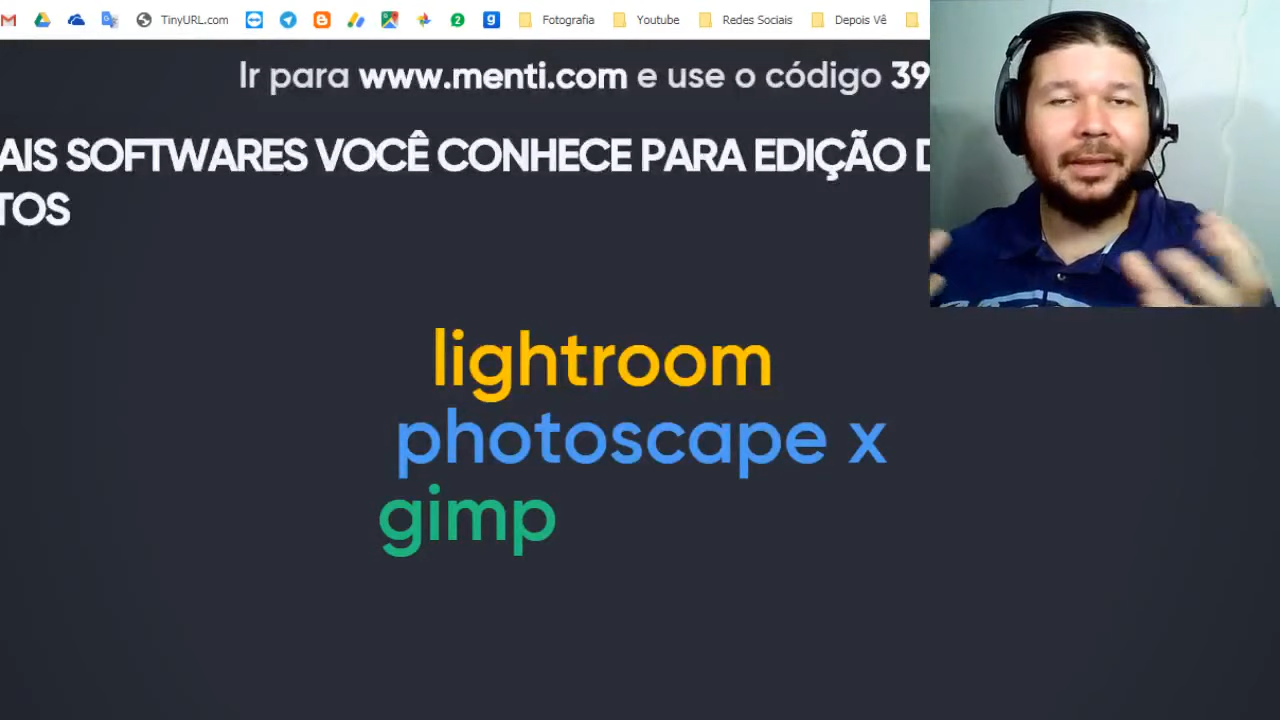 TinyURL.com Fotografia Youtube Redes Sociais Depois Vê
Ir para www.menti.com e use o código 39
AIS SOFTWARES VOCÊ CONHECE PARA EDIÇÃO D
TOS
lightroom
photoscape x
gimp